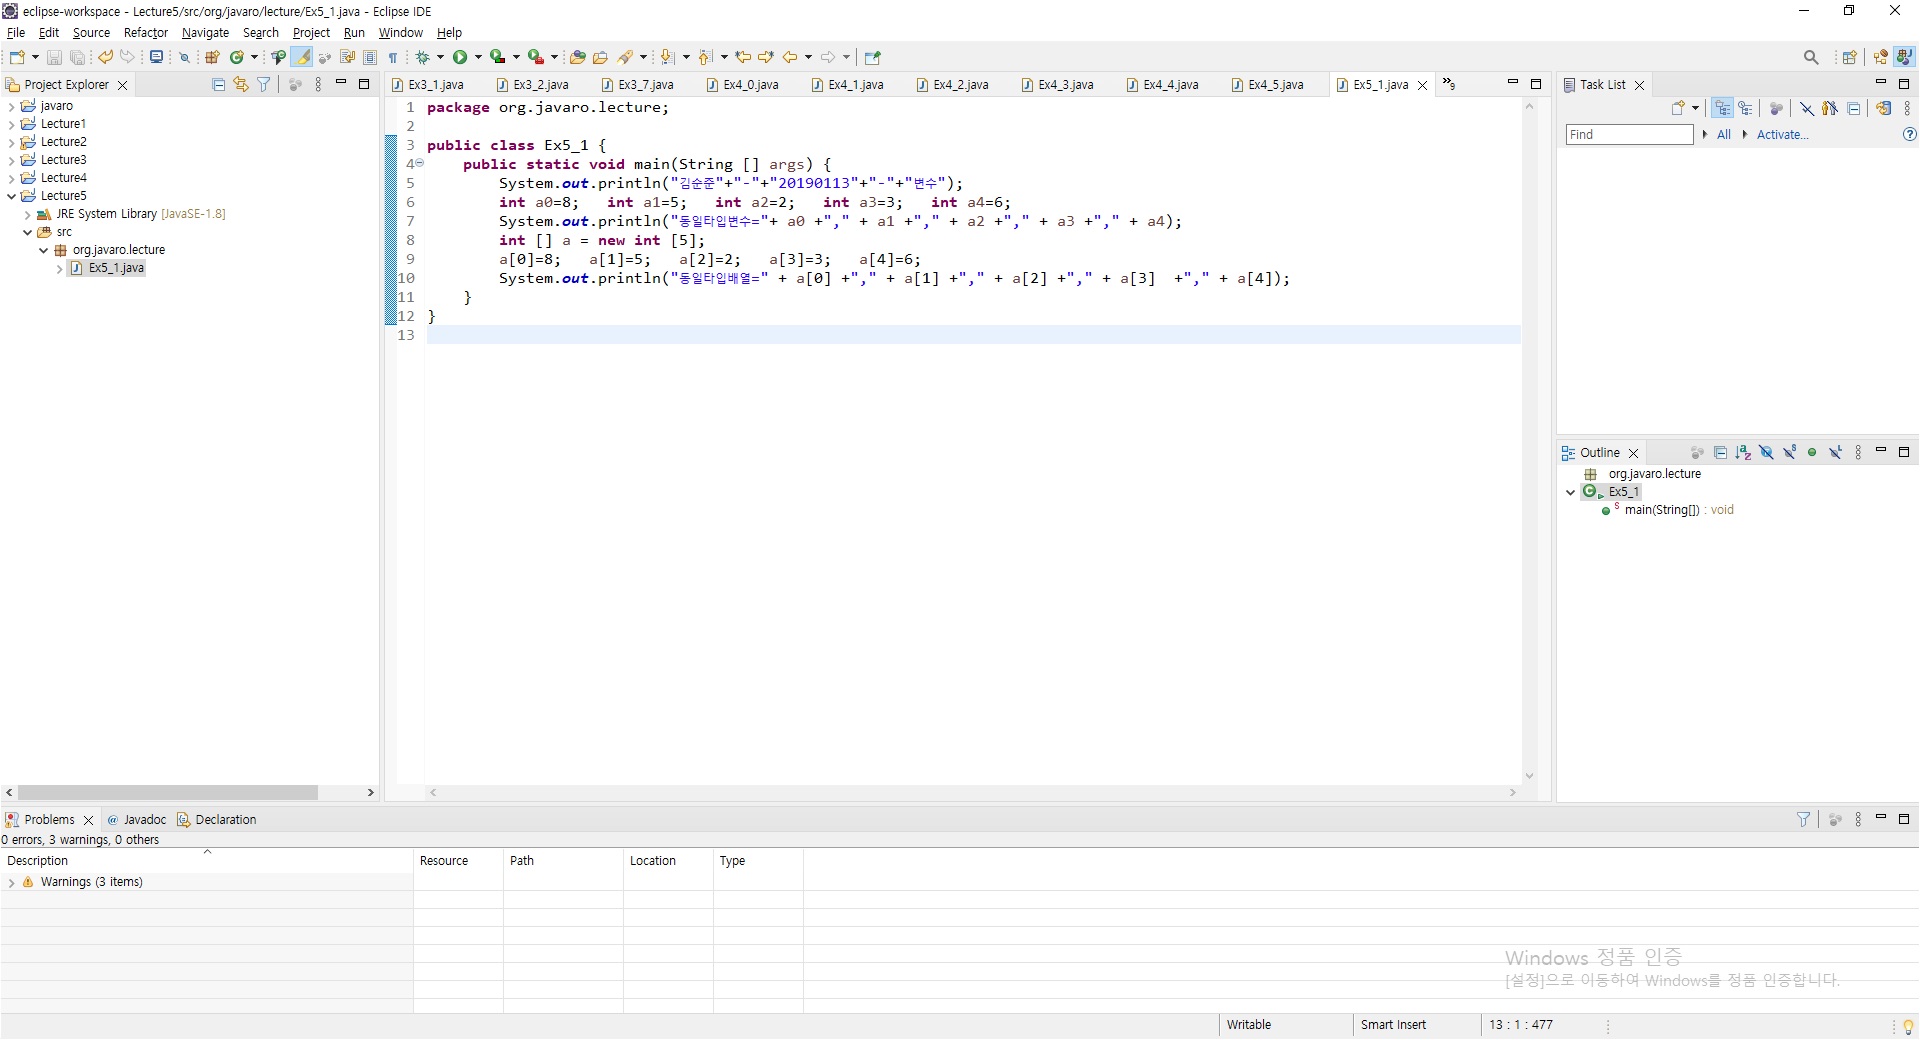 eclipse-workspace - Lecture5/src/org/javaro/lecture/Ex5_1.java - Eclipse IDE
File Edit Source Refactor Navigate Search Project Run Window Help
Project Explorer
javaro
Lecture1
Lecture2
Lecture3
Lecture4
Lecture5
JRE System Library [JavaSE-1.8]
src
org.javaro.lecture
Ex5_1.java
Ex3_1.java Ex3_2.java Ex3_7.java Ex4_0.java Ex4_1.java Ex4_2.java Ex4_3.java Ex4_4.java Ex4_5.java Ex5_1.java »9
1 package org.javaro.lecture;
2
3 public class Ex5_1 {
4 public static void main(String [] args) {
5 System.out.println("김순준"+"-"+"20190113"+"-"+"변수");
6 int a0=8; int a1=5; int a2=2; int a3=3; int a4=6;
7 System.out.println("동일타입변수="+ a0 +"," + a1 +"," + a2 +"," + a3 +"," + a4);
8 int [] a = new int [5];
9 a[0]=8; a[1]=5; a[2]=2; a[3]=3; a[4]=6;
10 System.out.println("동일타입배열=" + a[0] +"," + a[1] +"," + a[2] +"," + a[3] +"," + a[4]);
11 }
12 }
13
Task List
Find All Activate...
Outline
org.javaro.lecture
Ex5_1
main(String[]) : void
Problems @ Javadoc Declaration
0 errors, 3 warnings, 0 others
Description Resource Path Location Type
Warnings (3 items)
Windows 정품 인증
[설정]으로 이동하여 Windows를 정품 인증합니다.
Writable Smart Insert 13 : 1 : 477